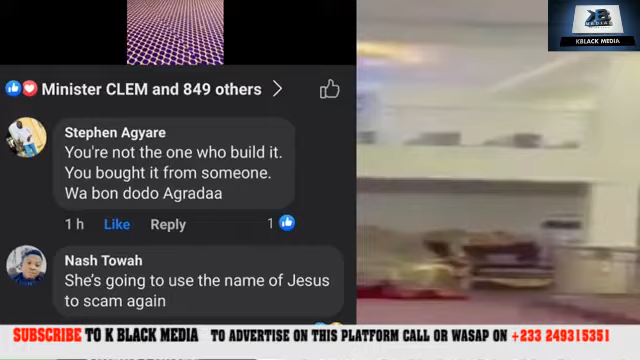 KB
MEDIA
KBLACK MEDIA
Minister CLEM and 849 others
Stephen Agyare
You're not the one who build it.
You bought it from someone.
Wa bon dodo Agradaa
1 h Like Reply 1
Nash Towah
She's going to use the name of Jesus
to scam again
SUBSCRIBE TO K BLACK MEDIA TO ADVERTISE ON THIS PLATFORM CALL OR WASAP ON +233 249315351